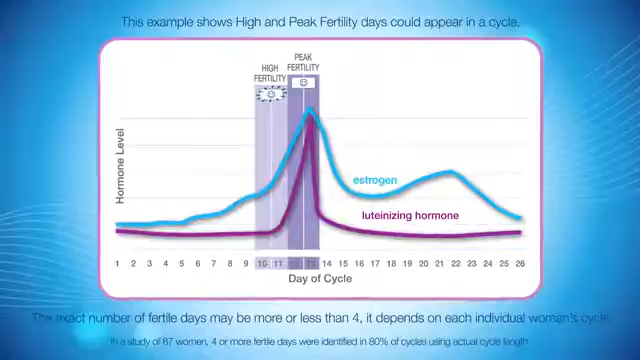 This example shows High and Peak Fertility days could appear in a cycle.
PEAK
FERTILITY
HIGH
FERTILITY
Hormone Level
estrogen
luteinizing hormone
1 2 3 4 5 6 7 8 9 10 11 12 13 14 15 16 17 18 19 20 21 22 23 24 25 26
Day of Cycle
The exact number of fertile days may be more or less than 4, it depends on each individual woman's cycle
In a study of 87 women, 4 or more fertile days were identified in 80% of cycles using actual cycle length